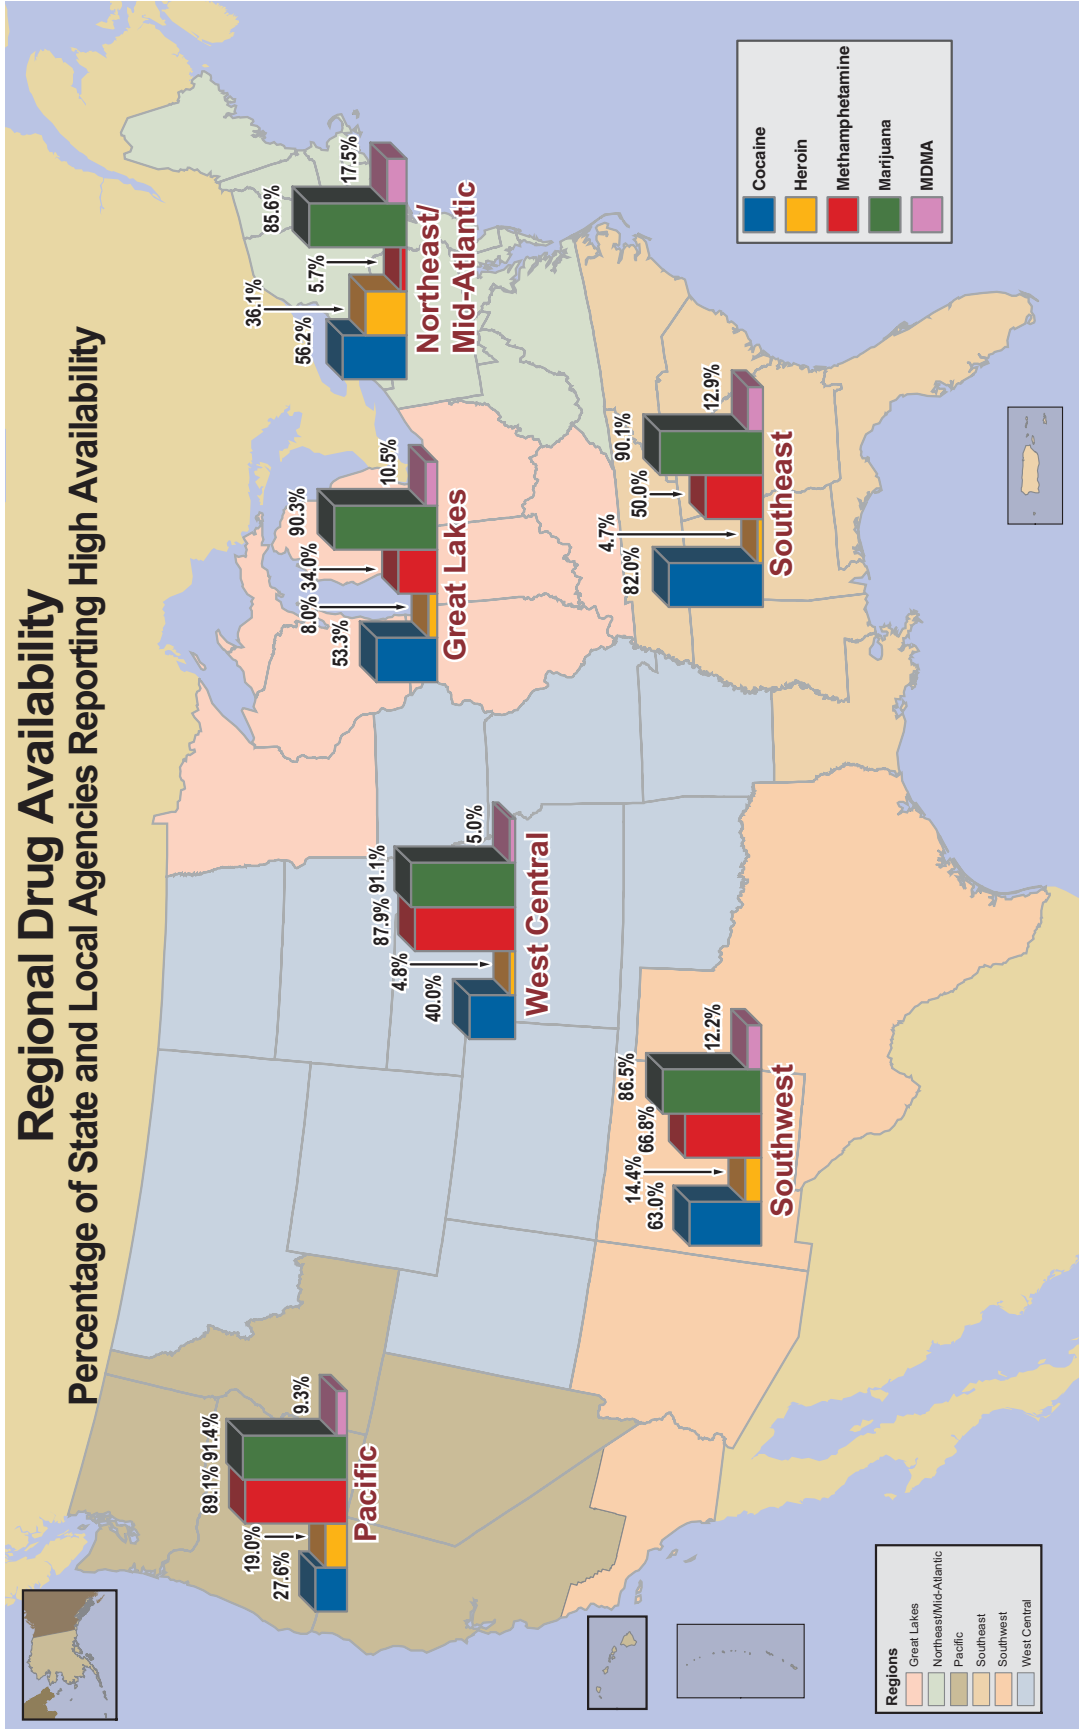 Regional Drug Availability
Percentage of State and Local Agencies Reporting High Availability
89.1% 91.4%
19.0%
27.6%
9.3%
Pacific
87.9% 91.1%
4.8%
40.0%
5.0%
West Central
90.3%
8.0% 34.0%
53.3%
10.5%
Great Lakes
85.6%
36.1%
5.7%
56.2%
17.5%
Northeast/
Mid-Atlantic
86.5%
66.8%
14.4%
63.0%
12.2%
Southwest
90.1%
50.0%
4.7%
82.0%
12.9%
Southeast
Cocaine
Heroin
Methamphetamine
Marijuana
MDMA
Regions
Great Lakes
Northeast/Mid-Atlantic
Pacific
Southeast
Southwest
West Central